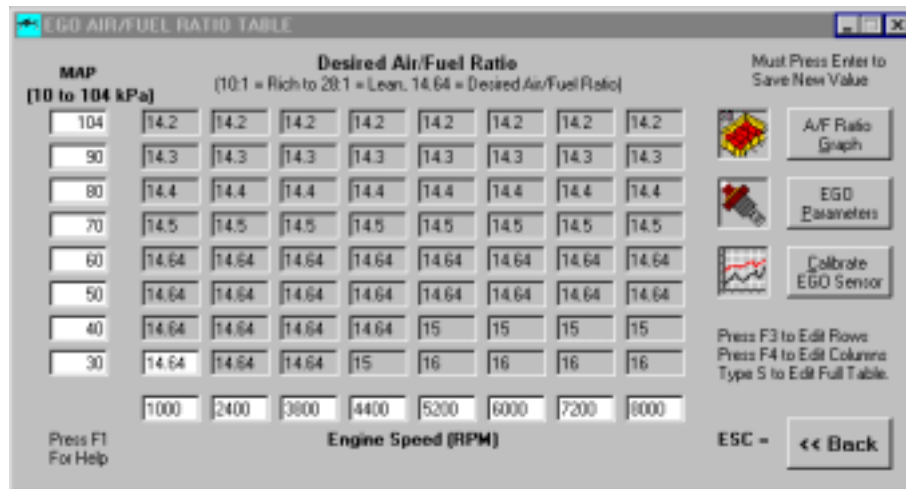 EGO AIR/FUEL RATIO TABLE
MAP
(10 to 104 kPa)
Desired Air/Fuel Ratio
(10:1 = Rich to 28:1 = Lean, 14.64 = Desired Air/Fuel Ratio)
Must Press Enter to
Save New Value
104 14.2 14.2 14.2 14.2 14.2 14.2 14.2 14.2
90 14.3 14.3 14.3 14.3 14.3 14.3 14.3 14.3
80 14.4 14.4 14.4 14.4 14.4 14.4 14.4 14.4
70 14.5 14.5 14.5 14.5 14.5 14.5 14.5 14.5
60 14.64 14.64 14.64 14.64 14.64 14.64 14.64 14.64
50 14.64 14.64 14.64 14.64 14.64 14.64 14.64 14.64
40 14.64 14.64 14.64 14.64 15 15 15 15
30 14.64 14.64 14.64 15 16 16 16 16
1000 2400 3800 4400 5200 6000 7200 8000
Engine Speed (RPM)
Press F1
For Help
A/F Ratio
Graph
EGO
Parameters
Calibrate
EGO Sensor
Press F3 to Edit Rows
Press F4 to Edit Columns
Type S to Edit Full Table.
ESC =
<< Back